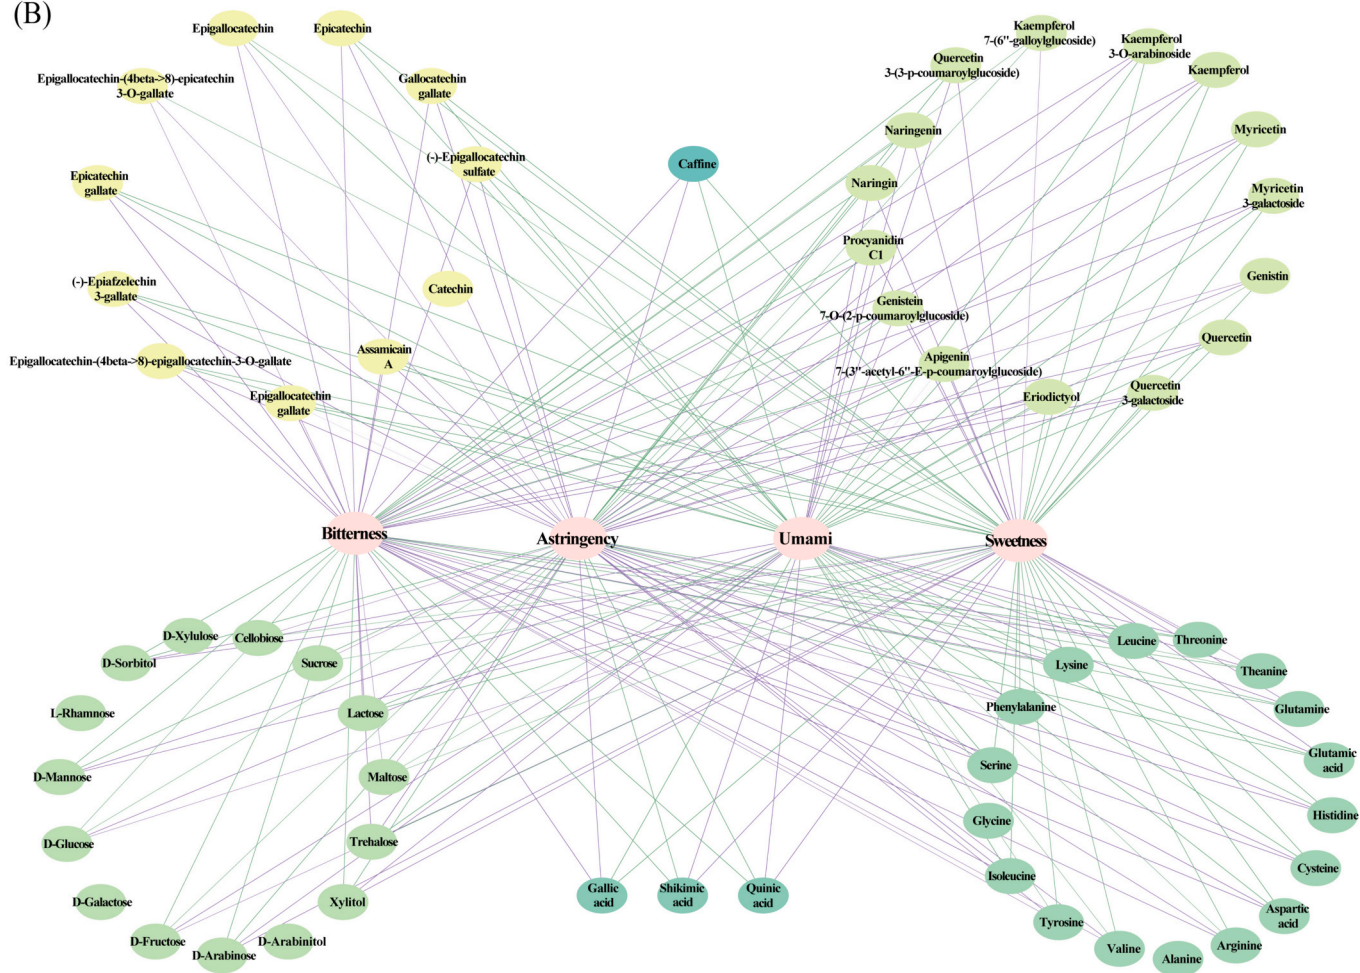 (B)
Epigallocatechin
Epicatechin
Epigallocatechin-(4beta->8)-epicatechin
3-O-gallate
Gallocatechin
gallate
(-)-Epigallocatechin
sulfate
Epicatechin
gallate
(-)-Epiafzelechin
3-gallate
Catechin
Epigallocatechin-(4beta->8)-epigallocatechin-3-O-gallate
Assamicain
A
Epigallocatechin
gallate
Caffine
Kaempferol
7-(6"-galloylglucoside)
Quercetin
3-(3-p-coumaroylglucoside)
Kaempferol
3-O-arabinoside
Kaempferol
Naringenin
Myricetin
Naringin
Myricetin
3-galactoside
Procyanidin
C1
Genistin
Genistein
7-O-(2-p-coumaroylglucoside)
Quercetin
Apigenin
7-(3"-acetyl-6"-E-p-coumaroylglucoside)
Eriodictyol
Quercetin
3-galactoside
Bitterness
Astringency
Umami
Sweetness
D-Xylulose
Cellobiose
D-Sorbitol
Sucrose
L-Rhamnose
Lactose
D-Mannose
Maltose
D-Glucose
Trehalose
D-Galactose
Xylitol
D-Fructose
D-Arabinose
D-Arabinitol
Gallic
acid
Shikimic
acid
Quinic
acid
Leucine
Threonine
Lysine
Theanine
Phenylalanine
Glutamine
Serine
Glutamic
acid
Glycine
Histidine
Isoleucine
Cysteine
Tyrosine
Aspartic
acid
Valine
Alanine
Arginine